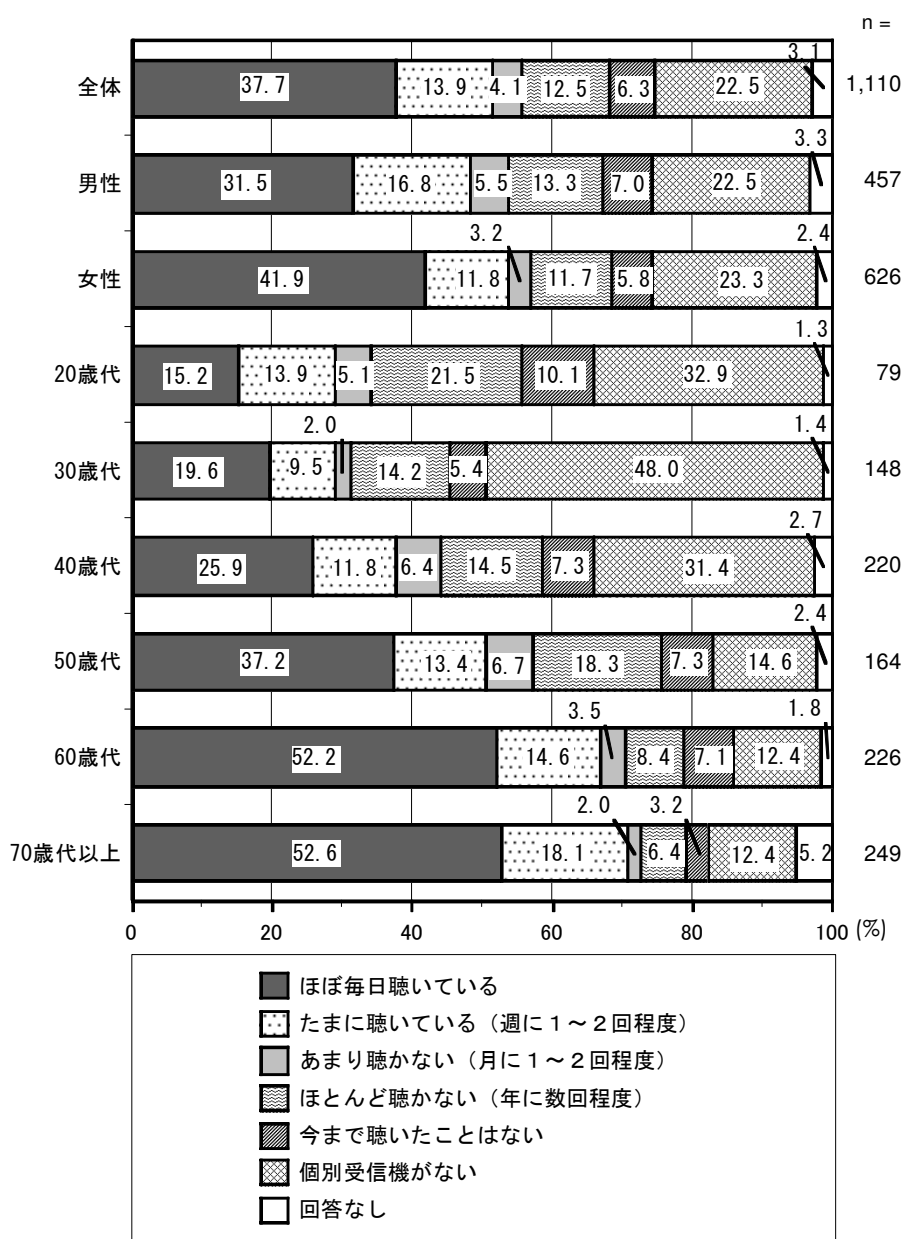 n =
3.1
全体 37.7 13.9 4.1 12.5 6.3 22.5 1,110
3.3
男性 31.5 16.8 5.5 13.3 7.0 22.5 457
3.2 2.4
女性 41.9 11.8 11.7 5.8 23.3 626
1.3
20歳代 15.2 13.9 5.1 21.5 10.1 32.9 79
2.0 1.4
30歳代 19.6 9.5 14.2 5.4 48.0 148
2.7
40歳代 25.9 11.8 6.4 14.5 7.3 31.4 220
2.4
50歳代 37.2 13.4 6.7 18.3 7.3 14.6 164
3.5 1.8
60歳代 52.2 14.6 8.4 7.1 12.4 226
2.0 3.2
70歳代以上 52.6 18.1 6.4 12.4 5.2 249
0 20 40 60 80 100 (%)
ほぼ毎日聴いている
たまに聴いている（週に１～２回程度）
あまり聴かない（月に１～２回程度）
ほとんど聴かない（年に数回程度）
今まで聴いたことはない
個別受信機がない
回答なし